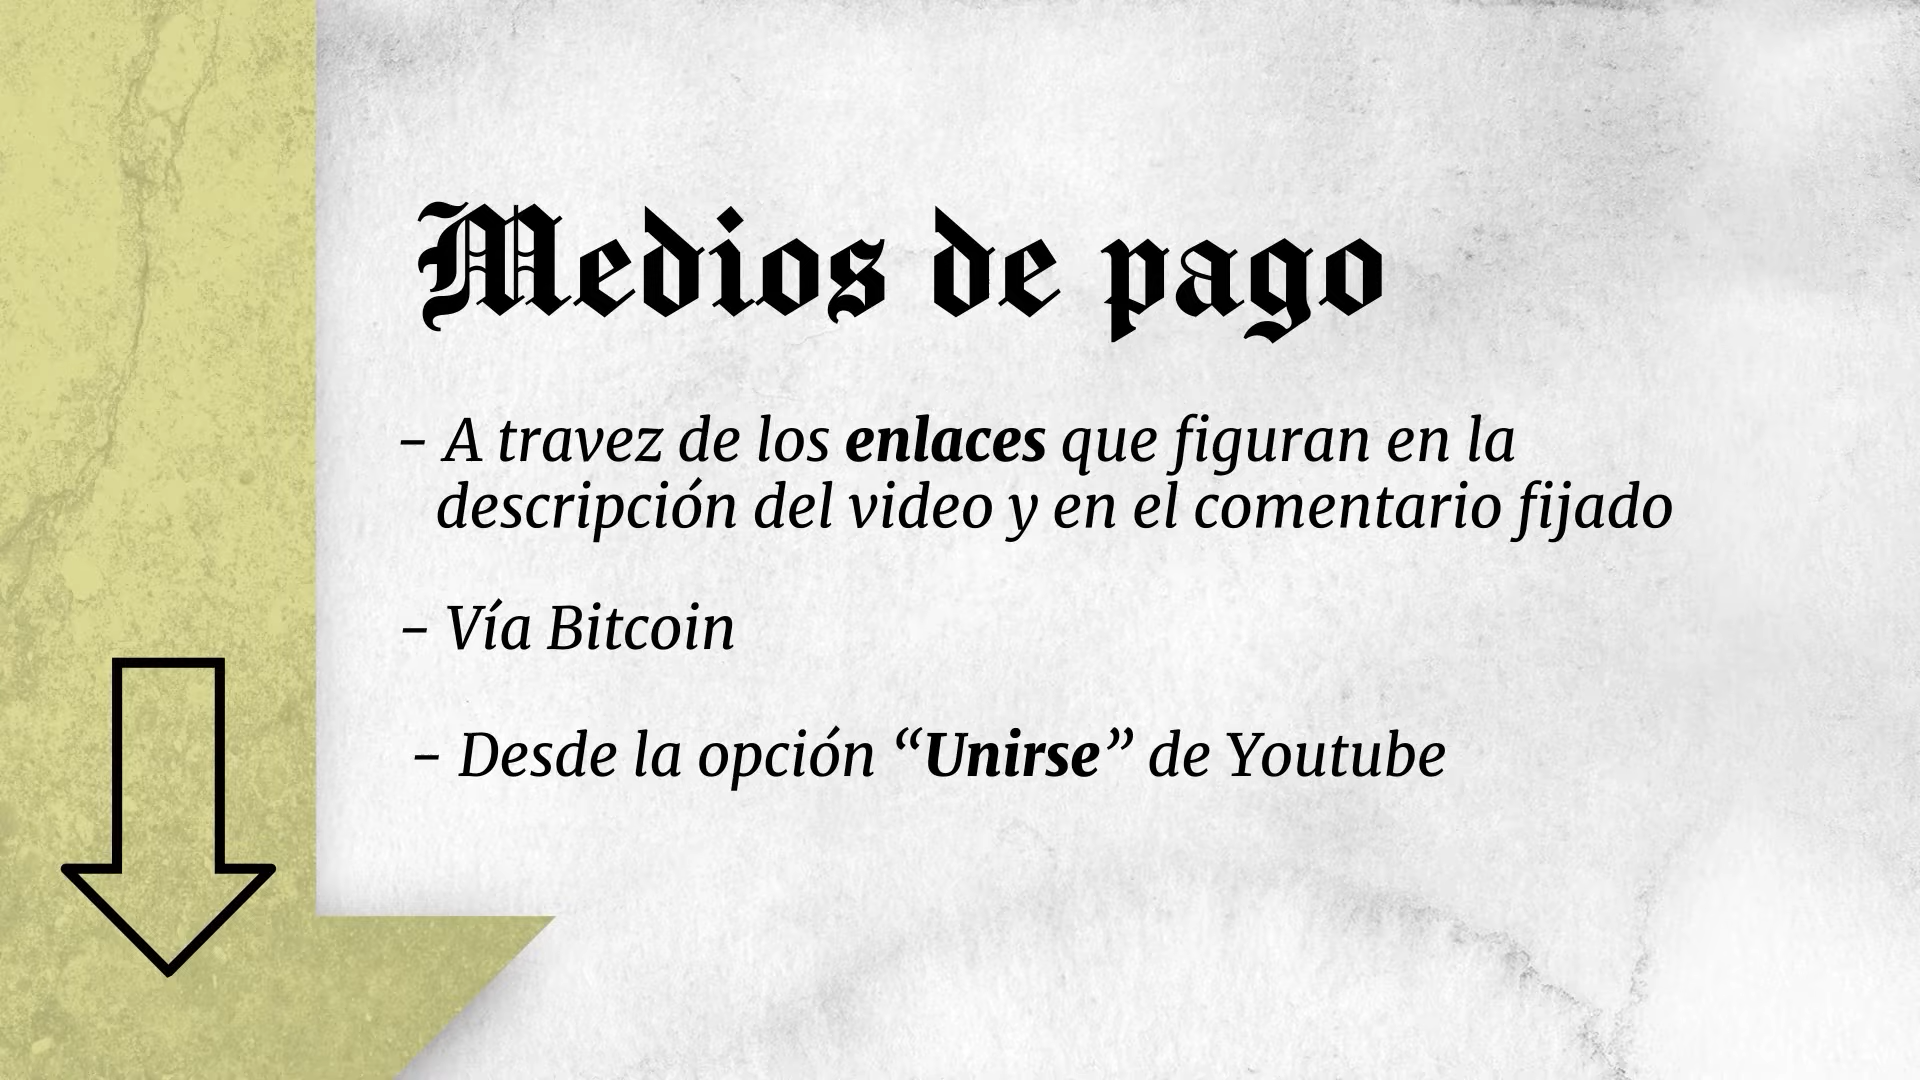 Medios de pago
- A travez de los enlaces que figuran en la
descripción del video y en el comentario fijado
- Vía Bitcoin
- Desde la opción “Unirse” de Youtube